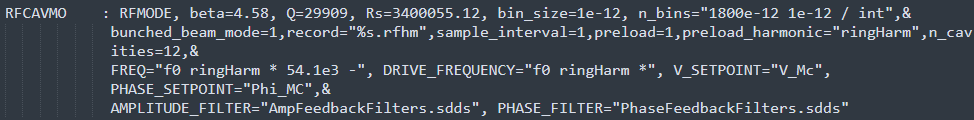 RFCAVMO : RFMODE, beta=4.58, Q=29909, Rs=3400055.12, bin_size=1e-12, n_bins="1800e-12 1e-12 / int",&
bunched_beam_mode=1,record="%s.rfhm",sample_interval=1,preload=1,preload_harmonic="ringHarm",n_cav
ities=12,&
FREQ="f0 ringHarm * 54.1e3 -", DRIVE_FREQUENCY="f0 ringHarm *", V_SETPOINT="V_Mc",
PHASE_SETPOINT="Phi_MC",&
AMPLITUDE_FILTER="AmpFeedbackFilters.sdds", PHASE_FILTER="PhaseFeedbackFilters.sdds"